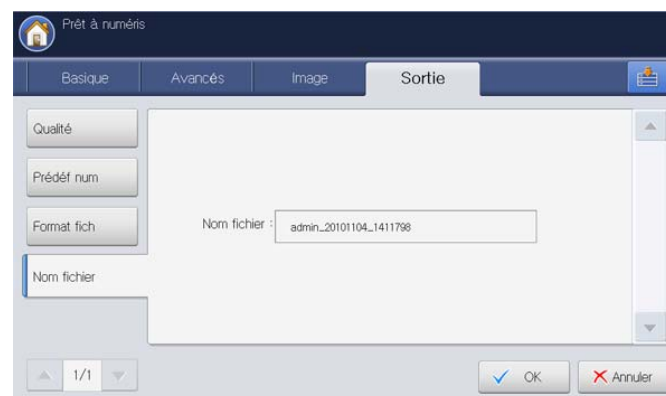 Prêt à numéris
Basique
Avancés
Image
Sortie
Qualité
Prédéf num
Format fich
Nom fichier
Nom fichier :
admin_20101104_1411798
1/1
OK
Annuler